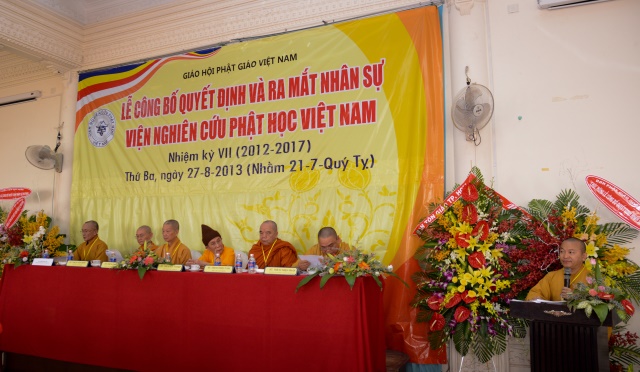 GIÁO HỘI PHẬT GIÁO VIỆT NAM
LỄ CÔNG BỐ QUYẾT ĐỊNH VÀ RA MẮT NHÂN SỰ
VIỆN NGHIÊN CỨU PHẬT HỌC VIỆT NAM
Nhiệm kỳ VII (2012-2017)
Thứ Ba, ngày 27-8-2013 (Nhằm 21-7-Quý Tỵ)